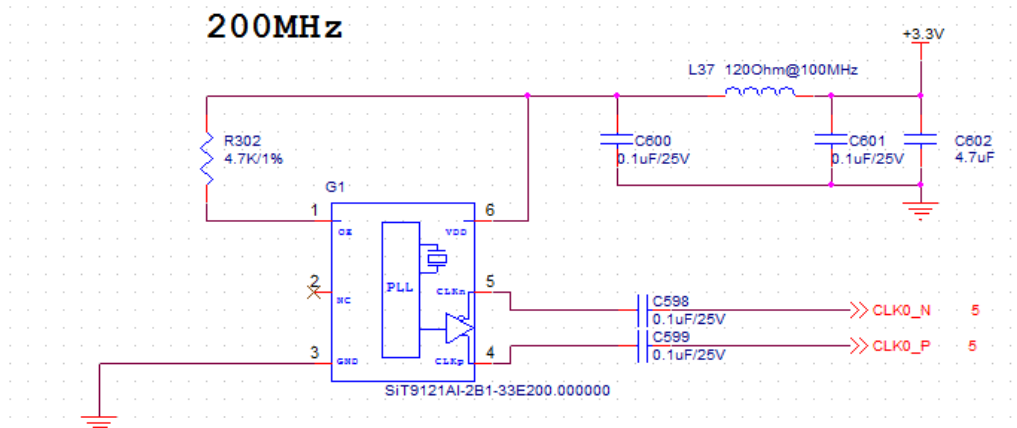 200MHz
+3.3V
L37 120Ohm@100MHz
R302
4.7K/1%
C600
0.1uF/25V
C601
0.1uF/25V
C602
4.7uF
G1
1
6
OE
VDD
2
5
NC
PLL
CLKn
3
4
GND
CLKp
C598
0.1uF/25V
CLK0_N 5
C599
0.1uF/25V
CLK0_P 5
SiT9121AI-2B1-33E200.000000